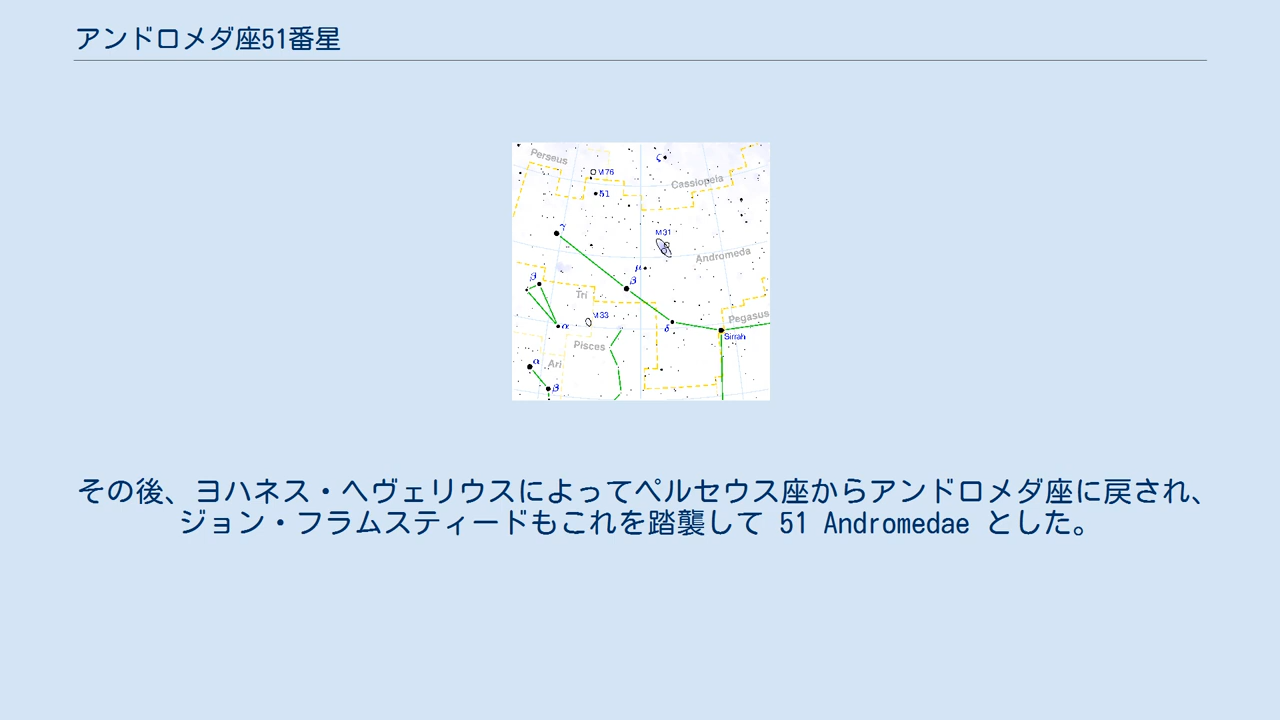 アンドロメダ座51番星
Perseus
ζ
M76
Cassiopeia
51
γ
M31
Andromeda
μ
β
β
Tri
M33
Pegasus
α
δ
Sirrah
Pisces
α
Ari
β
その後、ヨハネス・ヘヴェリウスによってペルセウス座からアンドロメダ座に戻され、
ジョン・フラムスティードもこれを踏襲して 51 Andromedae とした。